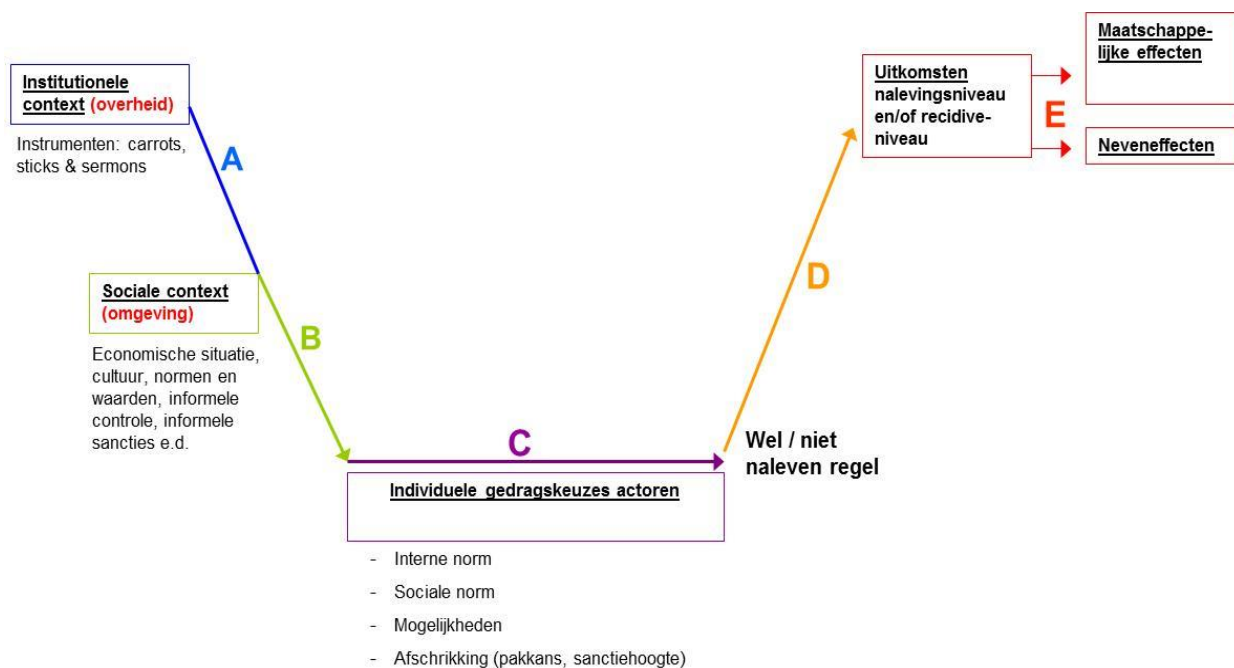 Institutionele
context (overheid)
Instrumenten: carrots,
sticks & sermons
A
Sociale context
(omgeving)
Economische situatie,
cultuur, normen en
waarden, informele
controle, informele
sancties e.d.
B
C
Individuele gedragskeuzes actoren
- Interne norm
- Sociale norm
- Mogelijkheden
- Afschrikking (pakkans, sanctiehoogte)
Wel / niet
naleven regel
D
Uitkomsten
nalevingsniveau
en/of recidive-
niveau
E
Maatschappe-
lijke effecten
Neveneffecten